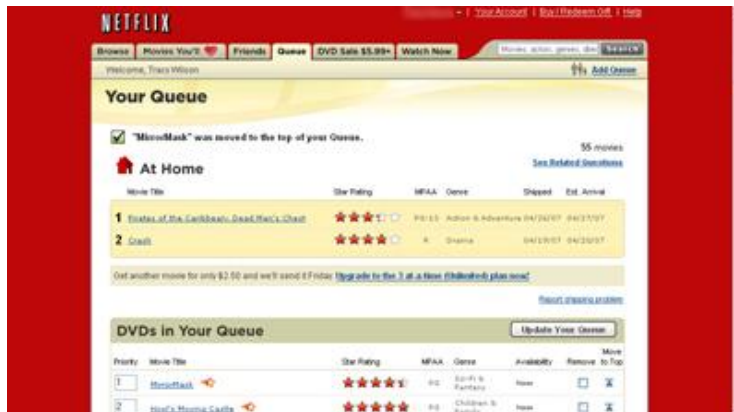 Your Account | Buy/Redeem Gift | Help
NETFLIX
Browse Movies You'll Friends Queue DVD Sale $5.99+ Watch Now Search
Welcome, Tracs Wilson Add Queue
Your Queue
"MirrorMask" was moved to the top of your Queue.
55 movies
At Home See Related Questions
Movie Title Star Rating MPAA Genre Shipped Est. Arrival
1 Pirates of the Caribbean: Dead Man's Chest PG-13 Action & Adventure 04/26/07 04/27/07
2 Crash R Drama 04/19/07 04/20/07
Get another movie for only $2.50 and we'll send it Friday Upgrade to the 3 at a time (Unlimited) plan now!
Report shipping problem
DVDs in Your Queue Update Your Queue
Priority Movie Title Star Rating MPAA Genre Availability Remove Move to Top
1 MirrorMask PG Sci-Fi & Fantasy Now
2 Howl's Moving Castle PG Children &